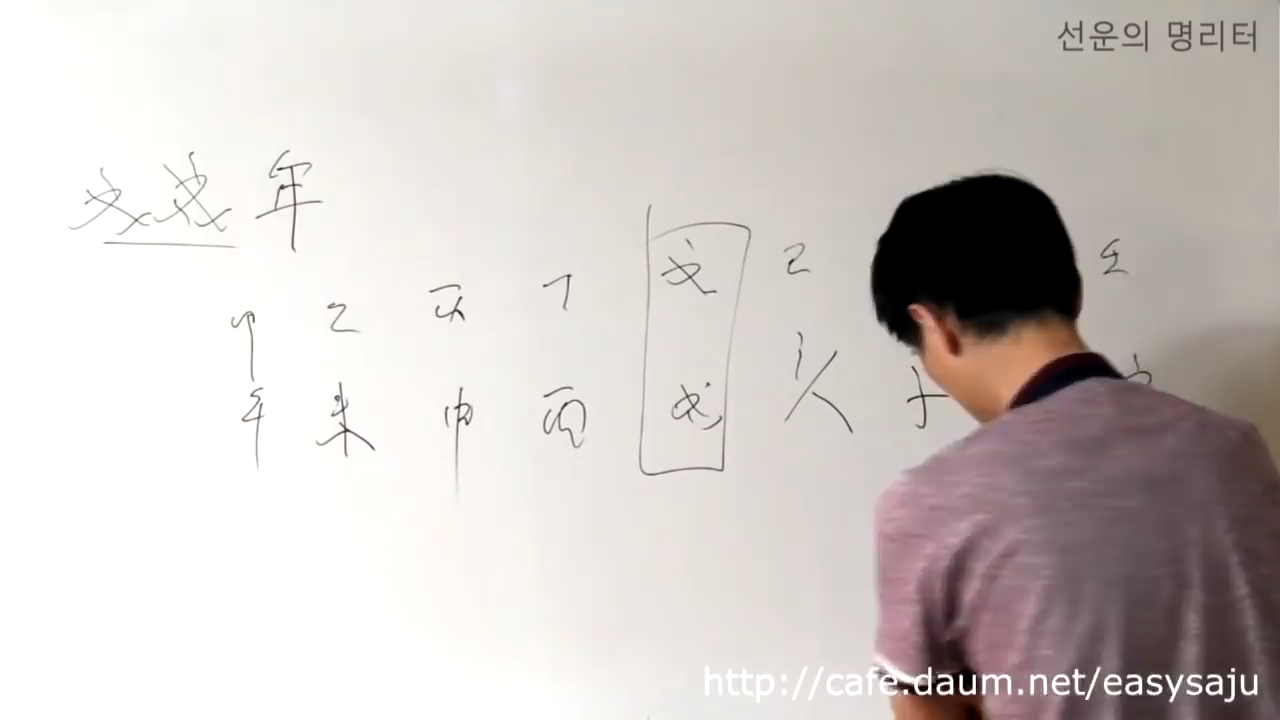 선운의 명리터
戊戌年
甲 乙 丙 丁 戊 己
午 未 申 酉 戌 亥 子
http://cafe.daum.net/easysaju